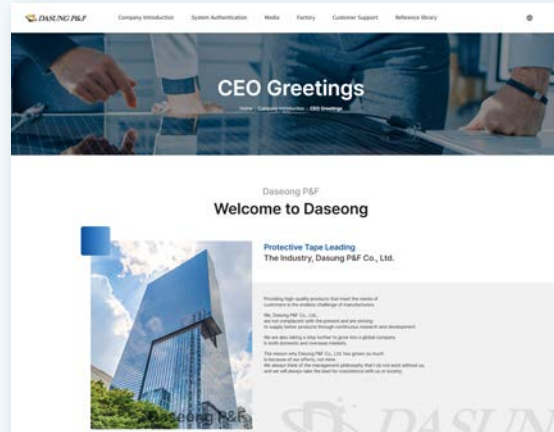 DASUNG P&F
Company Introduction
System Authentication
Media
Factory
Customer Support
Reference library
CEO Greetings
Home
Company Introduction
CEO Greetings
Daseong P&F
Welcome to Daseong
Protective Tape Leading
The Industry, Dasung P&F Co., Ltd.
Providing high quality products that meet the needs of
customers is the endless challenge of manufacturers.
We, Dasung P&F Co., Ltd.,
are not complacent with the present and are striving
to supply better products through continuous research and development.
We are also taking a step further to grow into a global company
in both domestic and overseas markets.
The reason why Dasung P&F Co., Ltd. has grown so much
is because of our efforts, not mine.
We always think of the management philosophy that I do not exist without us,
and we will always take the lead for coexistence with us or society.
Daseong P&F
DASUN